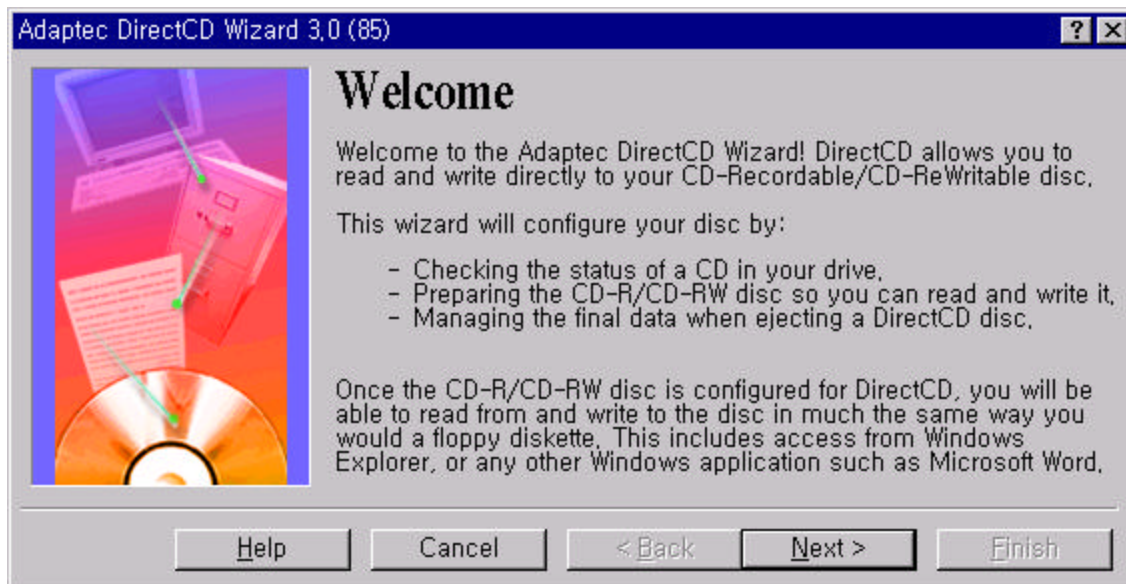 Adaptec DirectCD Wizard 3.0 (85)
Welcome
Welcome to the Adaptec DirectCD Wizard! DirectCD allows you to
read and write directly to your CD-Recordable/CD-ReWritable disc.
This wizard will configure your disc by:
- Checking the status of a CD in your drive.
- Preparing the CD-R/CD-RW disc so you can read and write it.
- Managing the final data when ejecting a DirectCD disc.
Once the CD-R/CD-RW disc is configured for DirectCD, you will be
able to read from and write to the disc in much the same way you
would a floppy diskette. This includes access from Windows
Explorer, or any other Windows application such as Microsoft Word.
Help Cancel < Back Next > Finish